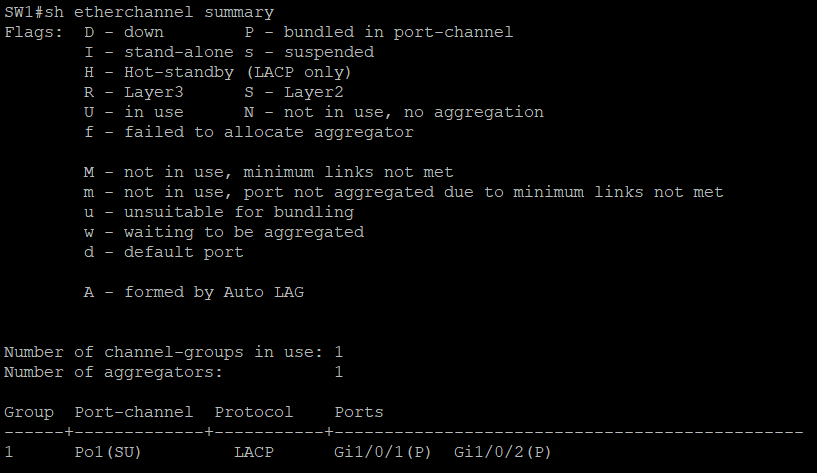 SW1#sh etherchannel summary
Flags:  D - down        P - bundled in port-channel
        I - stand-alone s - suspended
        H - Hot-standby (LACP only)
        R - Layer3      S - Layer2
        U - in use      N - not in use, no aggregation
        f - failed to allocate aggregator

        M - not in use, minimum links not met
        m - not in use, port not aggregated due to minimum links not met
        u - unsuitable for bundling
        w - waiting to be aggregated
        d - default port

        A - formed by Auto LAG


Number of channel-groups in use: 1
Number of aggregators:           1

Group  Port-channel  Protocol    Ports
------+-------------+-----------+-----------------------------------------------
1      Po1(SU)         LACP      Gi1/0/1(P)  Gi1/0/2(P)